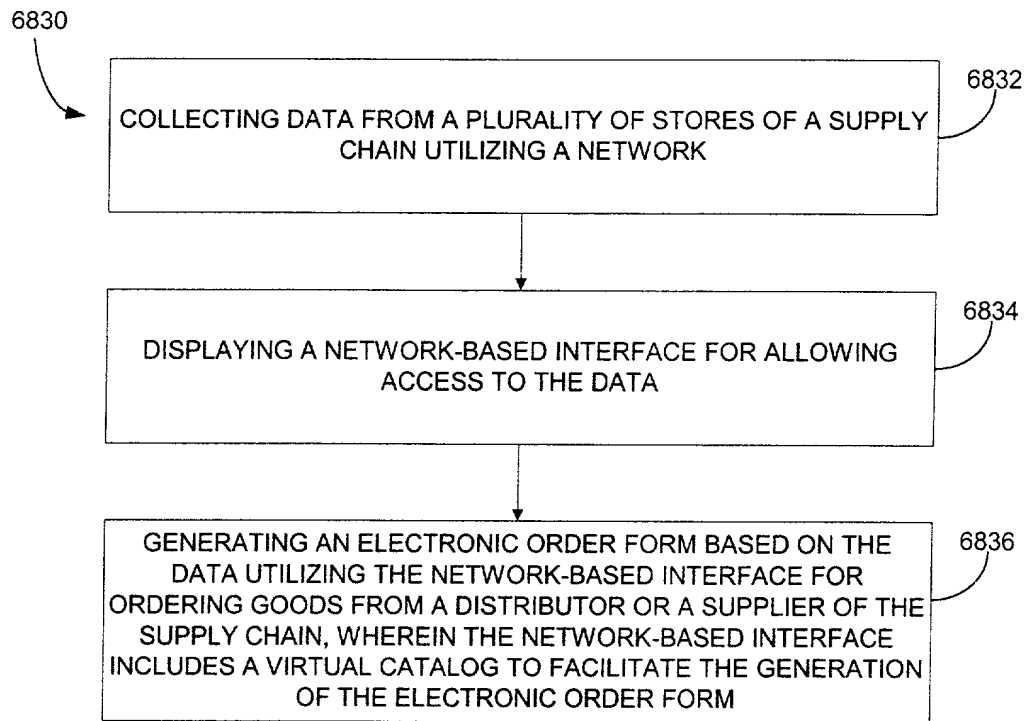 6830
6832
COLLECTING DATA FROM A PLURALITY OF STORES OF A SUPPLY
CHAIN UTILIZING A NETWORK
6834
DISPLAYING A NETWORK-BASED INTERFACE FOR ALLOWING
ACCESS TO THE DATA
6836
GENERATING AN ELECTRONIC ORDER FORM BASED ON THE
DATA UTILIZING THE NETWORK-BASED INTERFACE FOR
ORDERING GOODS FROM A DISTRIBUTOR OR A SUPPLIER OF THE
SUPPLY CHAIN, WHEREIN THE NETWORK-BASED INTERFACE
INCLUDES A VIRTUAL CATALOG TO FACILITATE THE GENERATION
OF THE ELECTRONIC ORDER FORM